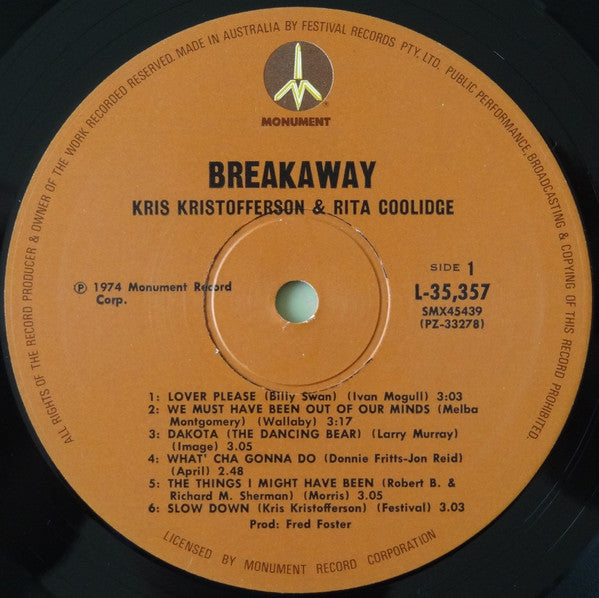 ALL RIGHTS OF THE RECORD PRODUCER & OWNER OF THE WORK RECORDED RESERVED. MADE IN AUSTRALIA BY FESTIVAL RECORDS PTY. LTD. PUBLIC PERFORMANCE, BROADCASTING & COPYING OF THIS RECORD PROHIBITED.
®
MONUMENT
BREAKAWAY
KRIS KRISTOFFERSON & RITA COOLIDGE
℗ 1974 Monument Record
Corp.
SIDE 1
L-35,357
SMX45439
(PZ-33278)
1: LOVER PLEASE (Billy Swan) (Ivan Mogull) 3:03
2: WE MUST HAVE BEEN OUT OF OUR MINDS (Melba
Montgomery) (Wallaby) 3:17
3: DAKOTA (THE DANCING BEAR) (Larry Murray)
(Image) 3.05
4: WHAT' CHA GONNA DO (Donnie Fritts-Jon Reid)
(April) 2.48
5: THE THINGS I MIGHT HAVE BEEN (Robert B. &
Richard M. Sherman) (Morris) 3.05
6: SLOW DOWN (Kris Kristofferson) (Festival) 3.03
Prod: Fred Foster
LICENSED BY MONUMENT RECORD CORPORATION